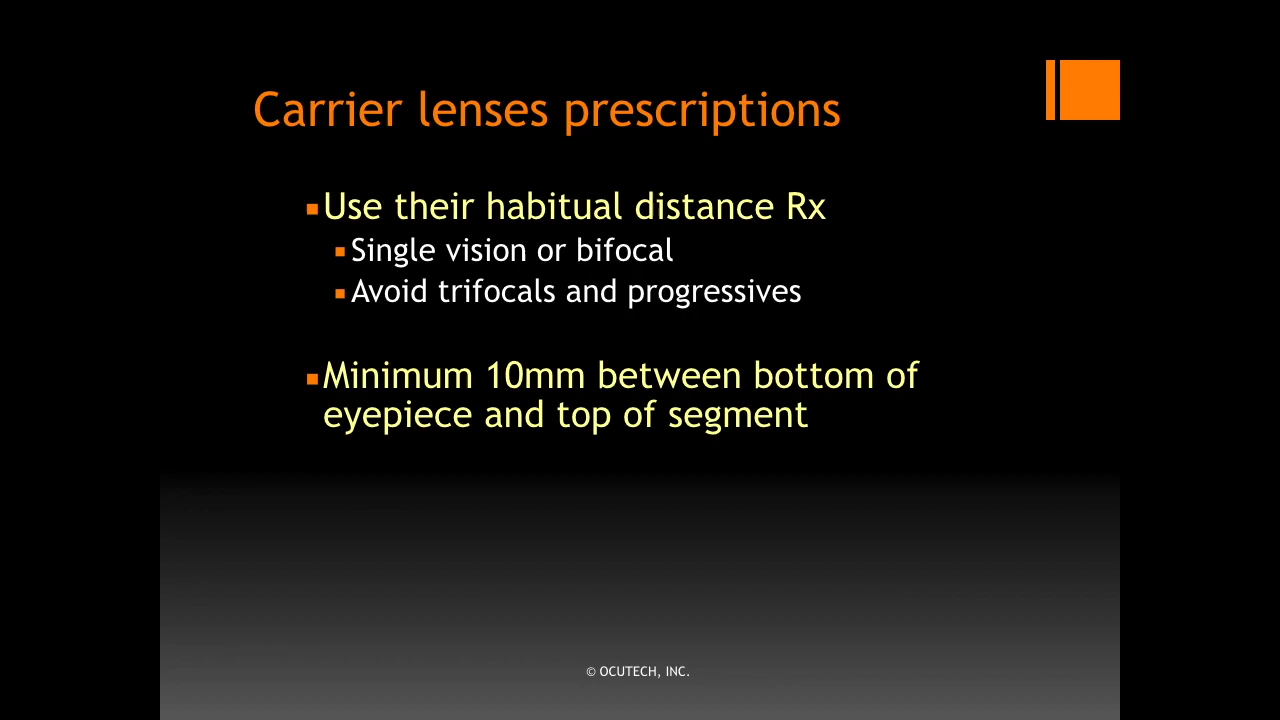 Carrier lenses prescriptions
Use their habitual distance Rx
Single vision or bifocal
Avoid trifocals and progressives
Minimum 10mm between bottom of
eyepiece and top of segment
© OCUTECH, INC.